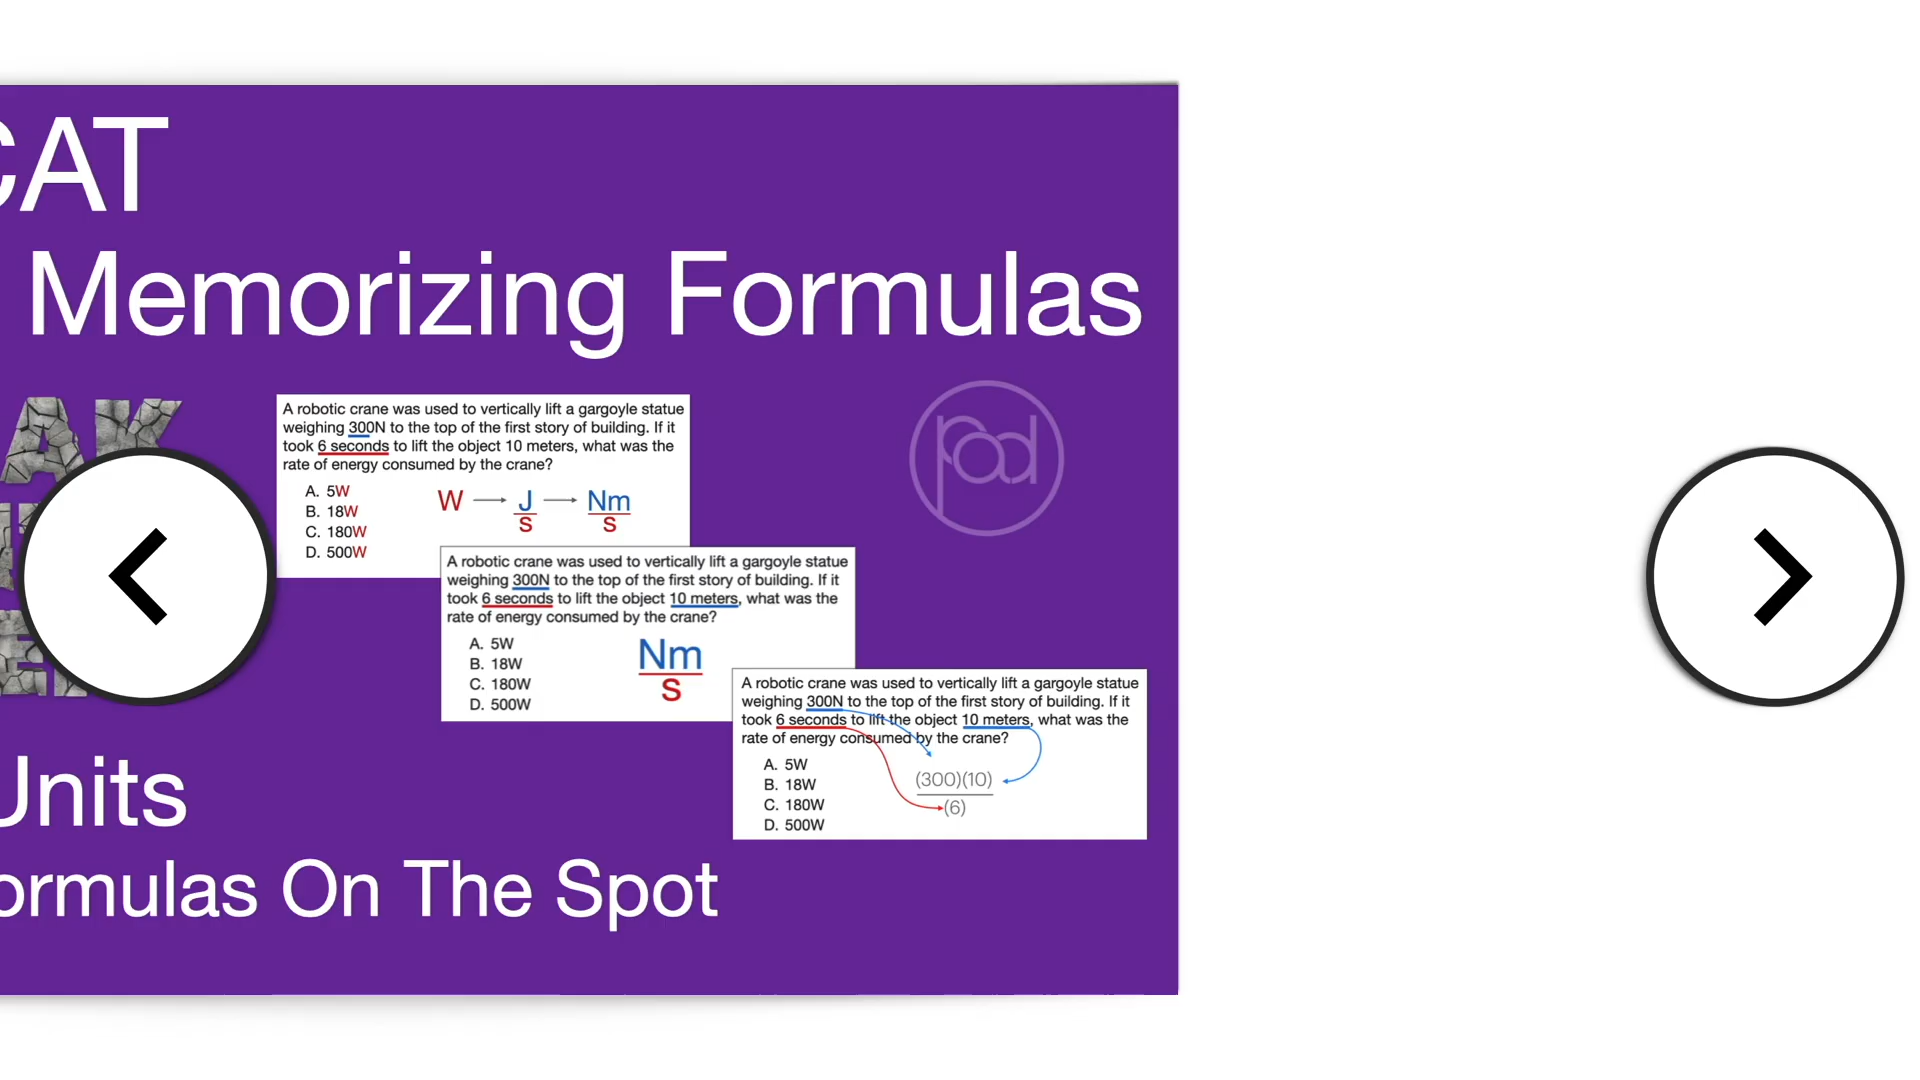 CAT
Memorizing Formulas
AK
A robotic crane was used to vertically lift a gargoyle statue
weighing 300N to the top of the first story of building. If it
took 6 seconds to lift the object 10 meters, what was the
rate of energy consumed by the crane?
A. 5W
B. 18W
C. 180W
D. 500W
W → J/S → Nm/S
A robotic crane was used to vertically lift a gargoyle statue
weighing 300N to the top of the first story of building. If it
took 6 seconds to lift the object 10 meters, what was the
rate of energy consumed by the crane?
A. 5W
B. 18W
C. 180W
D. 500W
Nm
S
A robotic crane was used to vertically lift a gargoyle statue
weighing 300N to the top of the first story of building. If it
took 6 seconds to lift the object 10 meters, what was the
rate of energy consumed by the crane?
A. 5W
B. 18W
C. 180W
D. 500W
(300)(10)
(6)
pod
Units
ormulas On The Spot